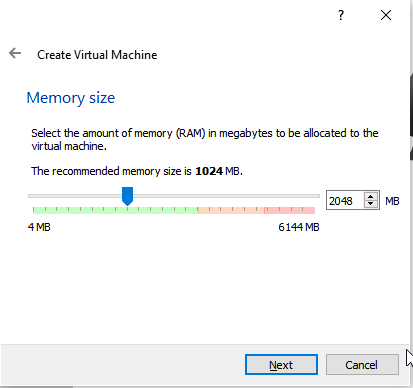 ?
Create Virtual Machine
Memory size
Select the amount of memory (RAM) in megabytes to be allocated to the
virtual machine.
The recommended memory size is 1024 MB.
2048 MB
4 MB 6144 MB
Next Cancel